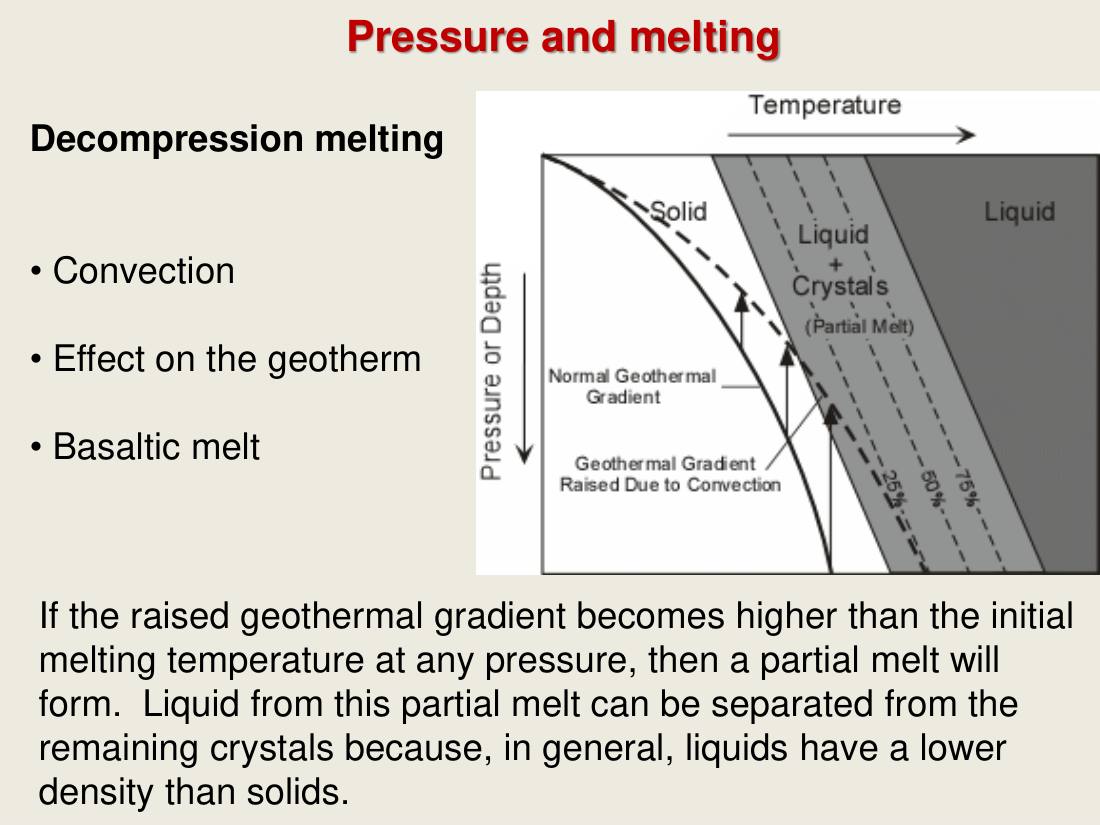 Pressure and melting
Decompression melting
• Convection
• Effect on the geotherm
• Basaltic melt
Temperature
Pressure or Depth
Solid
Liquid
+
Crystals
(Partial Melt)
Liquid
Normal Geothermal
Gradient
Geothermal Gradient
Raised Due to Convection
25%
50%
75%
If the raised geothermal gradient becomes higher than the initial
melting temperature at any pressure, then a partial melt will
form.  Liquid from this partial melt can be separated from the
remaining crystals because, in general, liquids have a lower
density than solids.